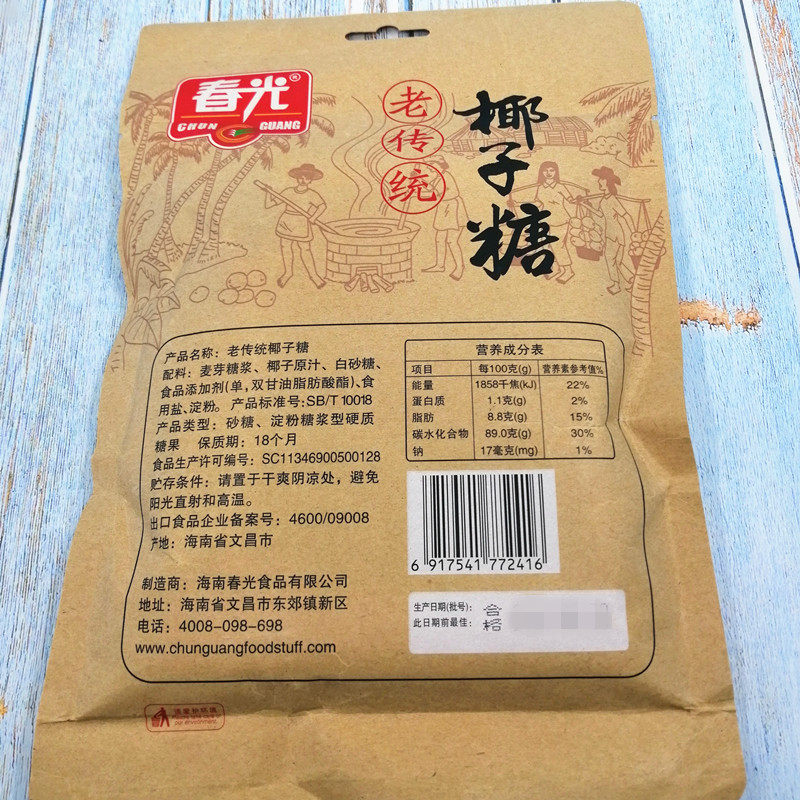 春光®
CHUN GUANG
老传统
椰子糖
产品名称：老传统椰子糖
配料：麦芽糖浆、椰子原汁、白砂糖、
食品添加剂(单,双甘油脂肪酸酯)、食
用盐、淀粉。产品标准号:SB/T 10018
产品类型：砂糖、淀粉糖浆型硬质
糖果 保质期：18个月
食品生产许可编号：SC11346900500128
贮存条件：请置于干爽阴凉处，避免
阳光直射和高温。
出口食品企业备案号：4600/09008
产地：海南省文昌市
制造商：海南春光食品有限公司
地址：海南省文昌市东郊镇新区
电话：4008-098-698
www.chunguangfoodstuff.com
营养成分表
项目 每100克(g) 营养素参考值%
能量 1858千焦(kJ) 22%
蛋白质 1.1克(g) 2%
脂肪 8.8克(g) 15%
碳水化合物 89.0克(g) 30%
钠 17毫克(mg) 1%
6 917541 772416
生产日期(批号)：合
此日期前最佳：格
请爱护环境
Please take care of
our environment.